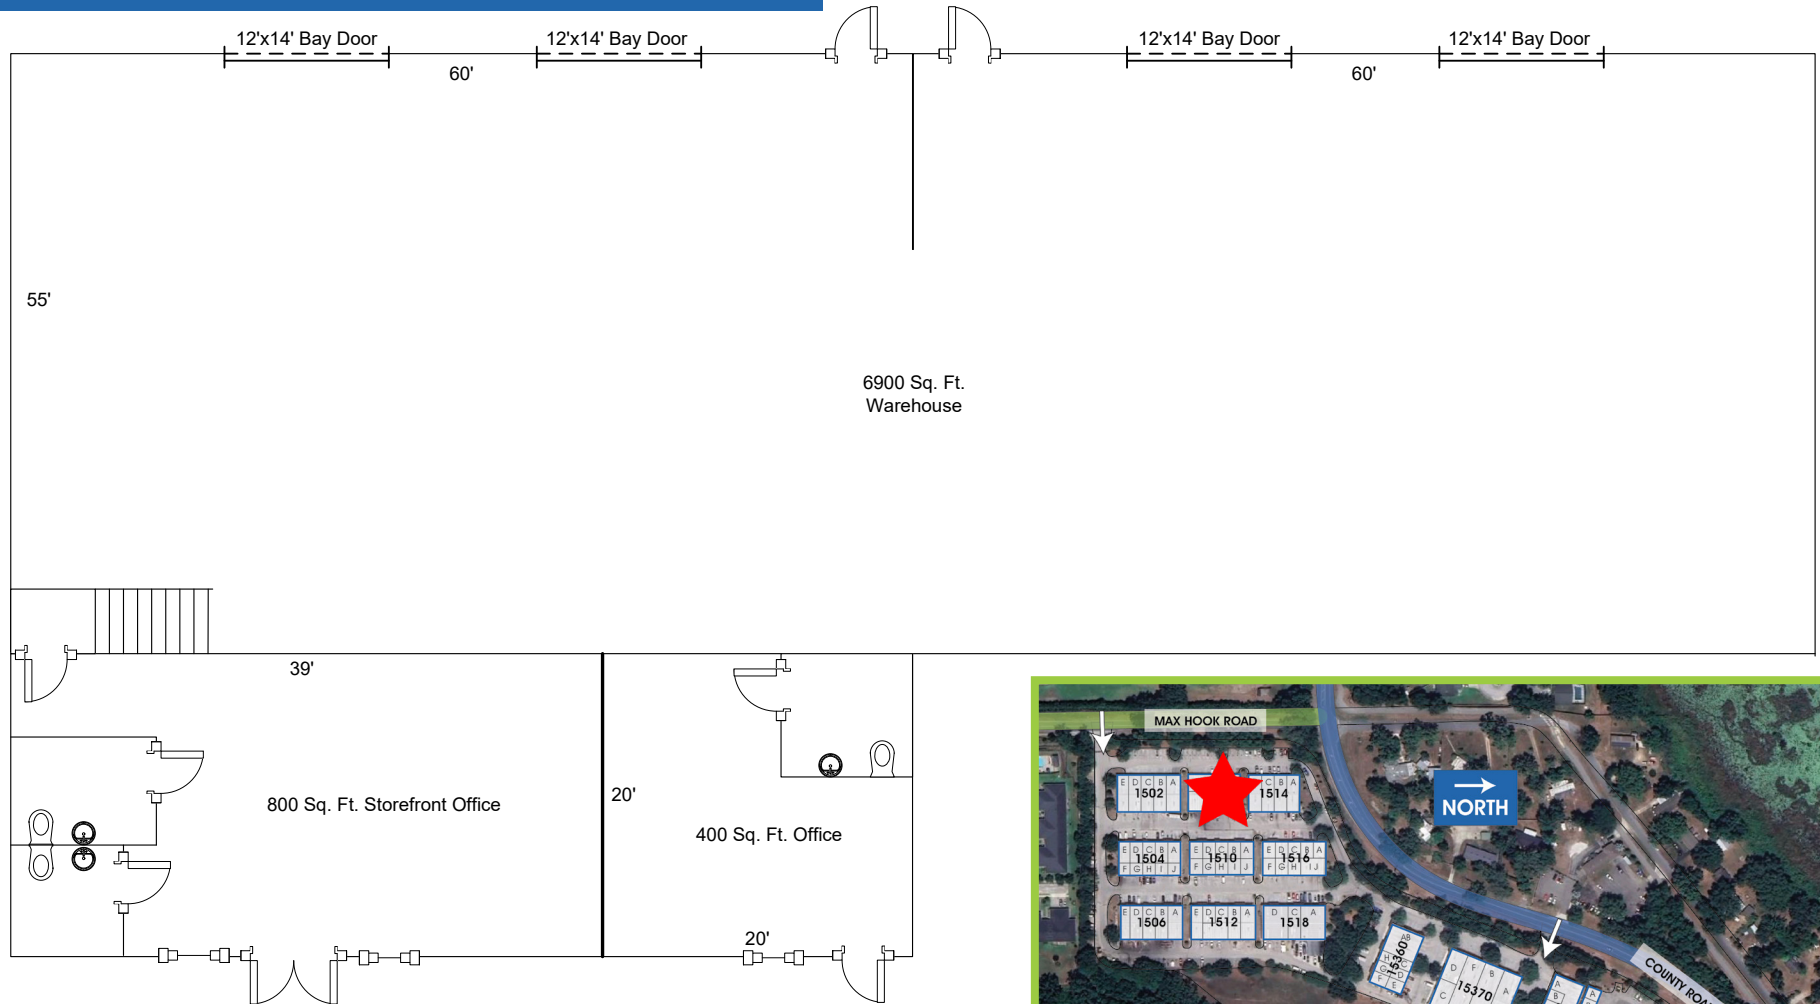 12'x14' Bay Door
12'x14' Bay Door
12'x14' Bay Door
12'x14' Bay Door
60'
60'
55'
6900 Sq. Ft.
Warehouse
39'
800 Sq. Ft. Storefront Office
20'
400 Sq. Ft. Office
20'
MAX HOOK ROAD
NORTH
E D C B A
1502
C B A
1514
E D C B A
1504
F G H I J
E D C B A
1510
F G H I J
E D C B A
1516
F G H I J
E D C B A
1506
E D C B A
1512
D C A
1518
15360
D F B
15370 A
C
A
B
A
COUNTY ROA